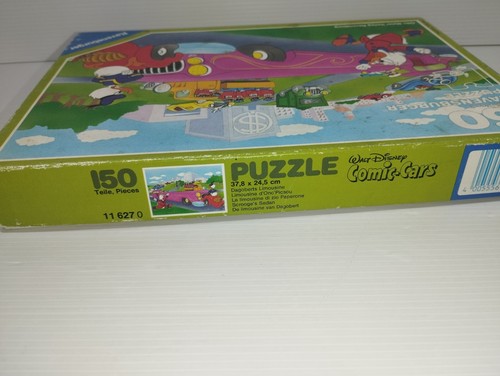 Ravensburger
150
Teile, Pieces
11 627 0
PUZZLE
37,8 x 24,5 cm
Dagoberts Limousine
Limousine d'Onc'Picsou
La limousine di zio Paperone
Scrooge's Sedan
De limousine van Dagobert
WALT DISNEY
Comic-Cars